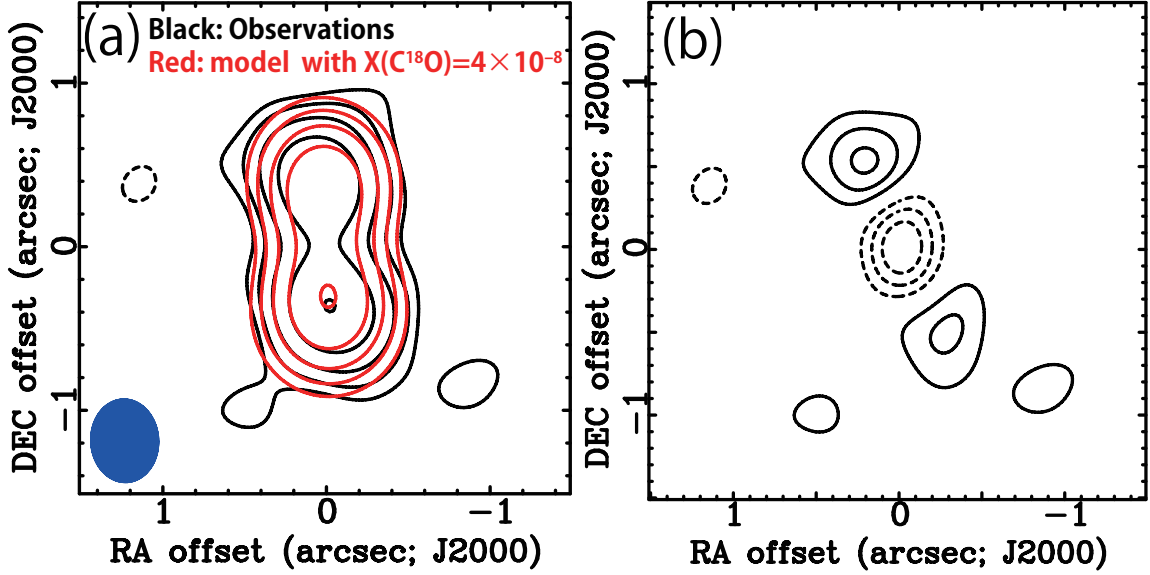 (a)
Black: Observations
Red: model with X(C¹⁸O)=4×10⁻⁸
DEC offset (arcsec; J2000)
1
0
−1
1
0
−1
RA offset (arcsec; J2000)
(b)
DEC offset (arcsec; J2000)
1
0
−1
1
0
−1
RA offset (arcsec; J2000)